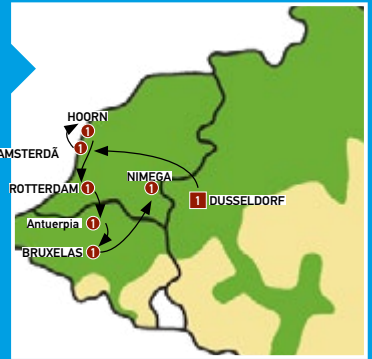 HOORN
1
AMSTERDÃ
1
NIMEGA
ROTTERDAM 1
1
1 DUSSELDORF
Antuerpia 1
BRUXELAS 1